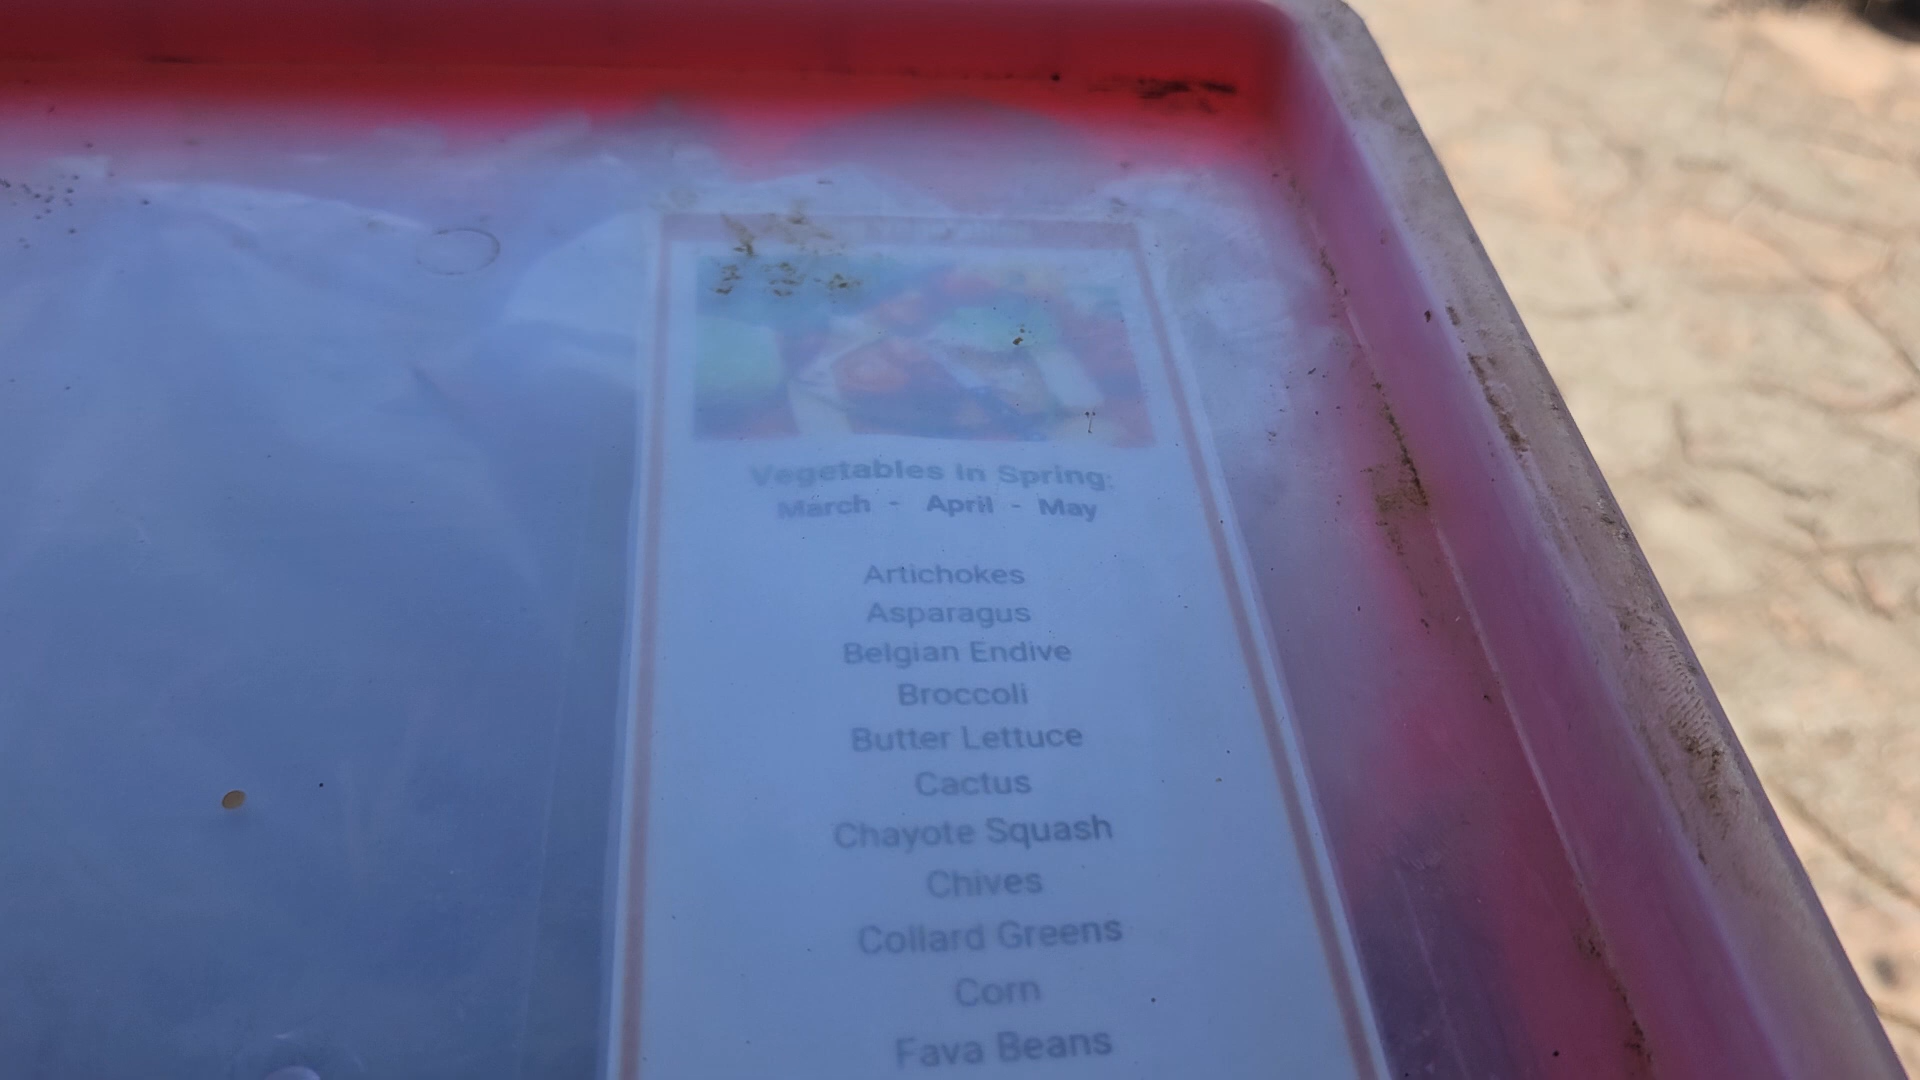 Vegetables In Spring:
March - April - May
Artichokes
Asparagus
Belgian Endive
Broccoli
Butter Lettuce
Cactus
Chayote Squash
Chives
Collard Greens
Corn
Fava Beans